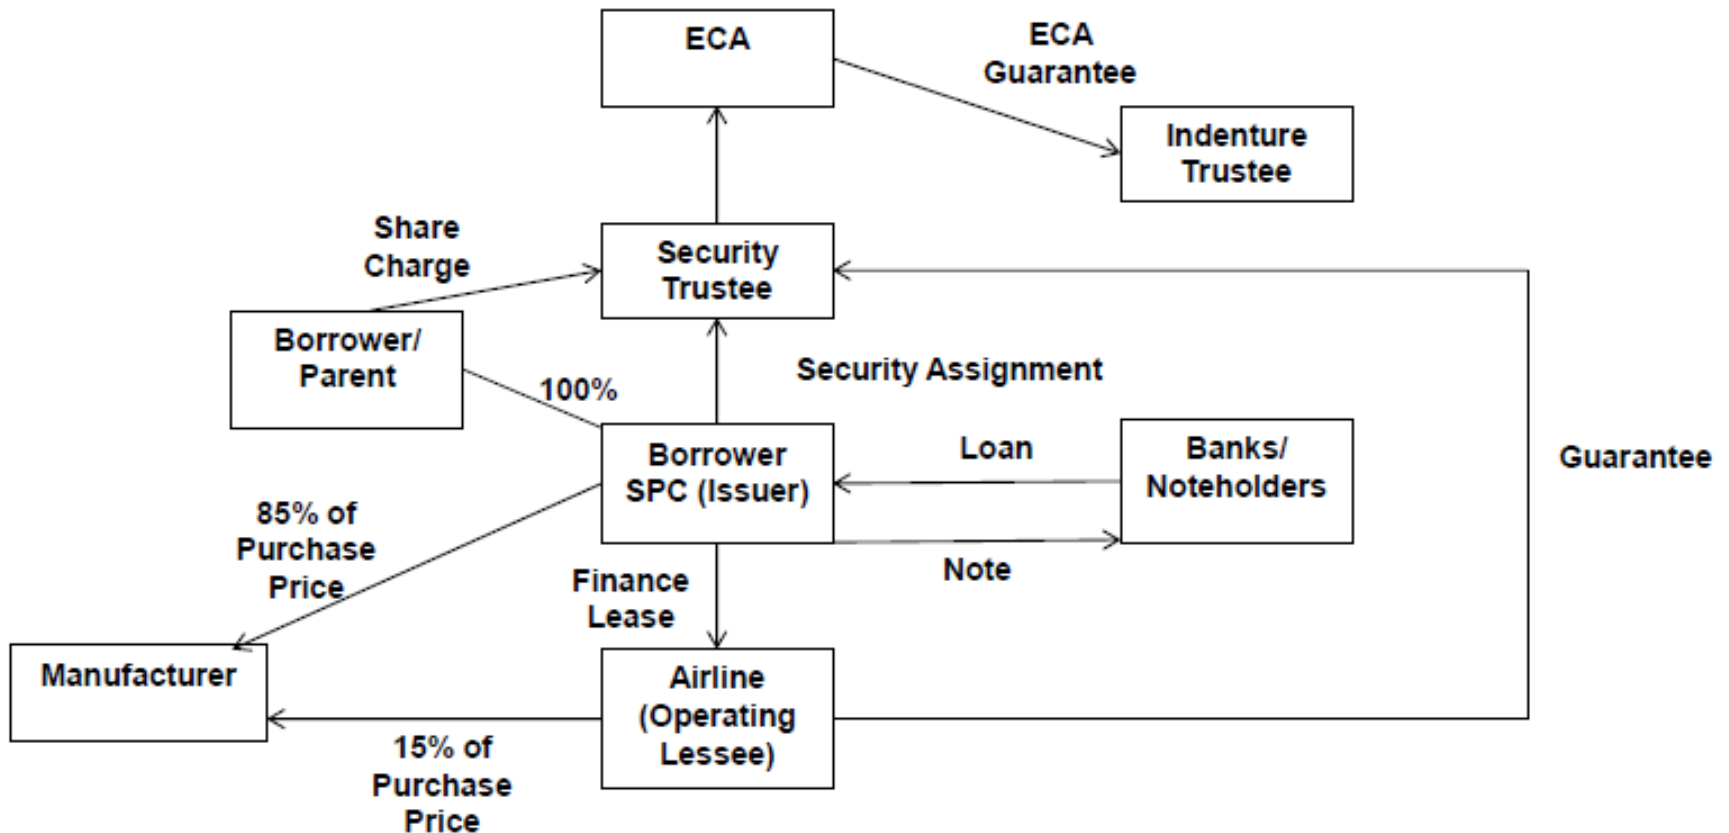 ECA
ECA
Guarantee
Indenture
Trustee
Share
Charge
Security
Trustee
Borrower/
Parent
100%
Security Assignment
Borrower
SPC (Issuer)
Loan
Banks/
Noteholders
Guarantee
85% of
Purchase
Price
Finance
Lease
Note
Manufacturer
Airline
(Operating
Lessee)
15% of
Purchase
Price